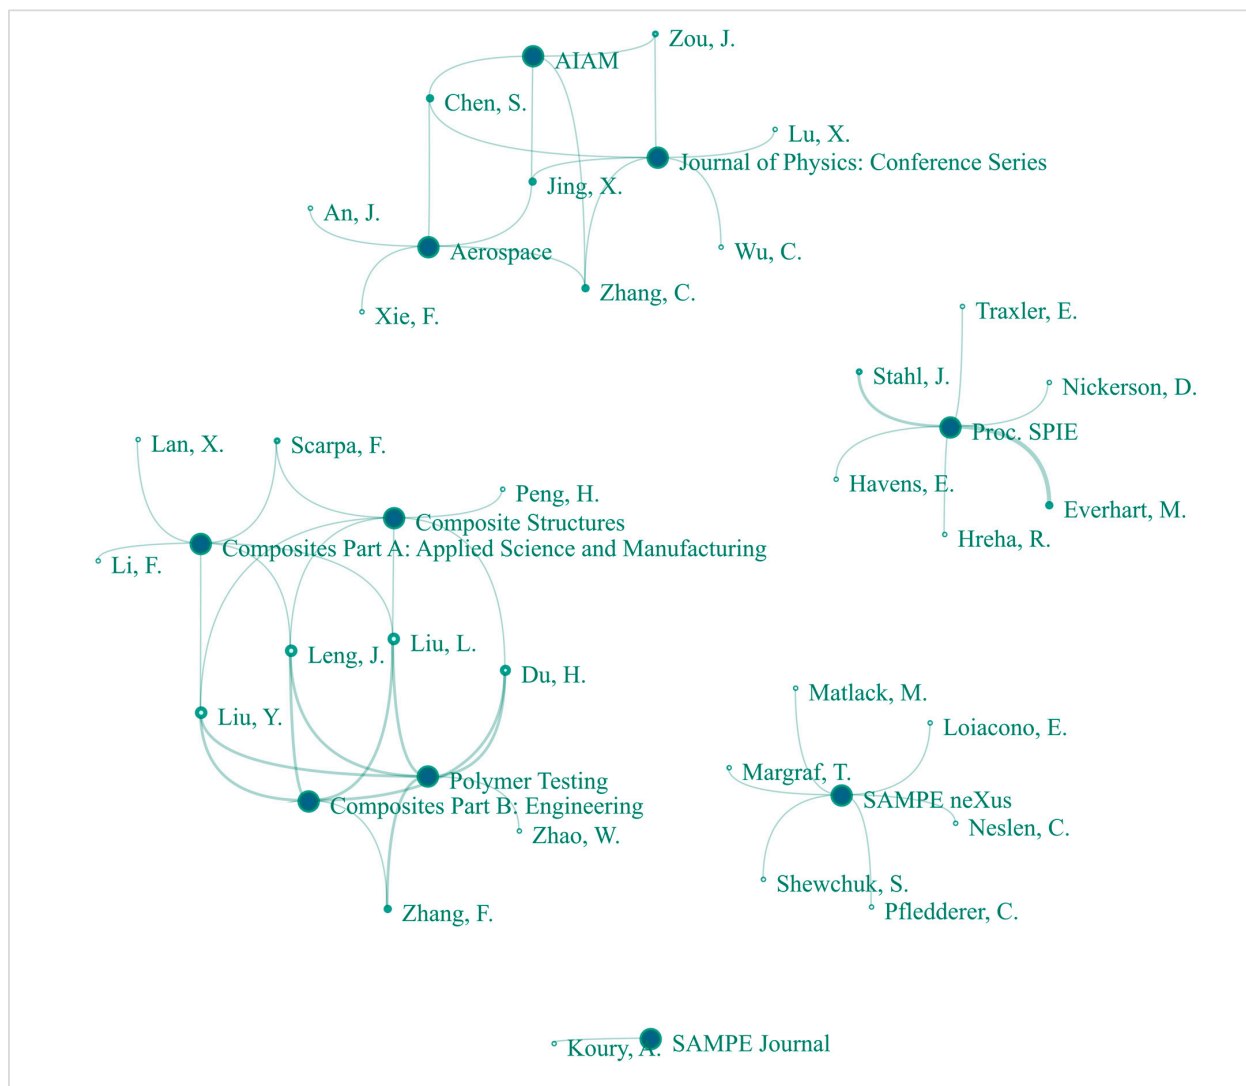 Zou, J.
AIAM
Chen, S.
Lu, X.
Journal of Physics: Conference Series
Jing, X.
An, J.
Aerospace
Wu, C.
Zhang, C.
Xie, F.
Traxler, E.
Stahl, J.
Nickerson, D.
Proc. SPIE
Havens, E.
Everhart, M.
Hreha, R.
Lan, X.
Scarpa, F.
Peng, H.
Composite Structures
Composites Part A: Applied Science and Manufacturing
Li, F.
Liu, L.
Leng, J.
Du, H.
Liu, Y.
Polymer Testing
Composites Part B: Engineering
Zhao, W.
Zhang, F.
Matlack, M.
Loiacono, E.
Margraf, T.
SAMPE neXus
Neslen, C.
Shewchuk, S.
Pfledderer, C.
Koury, A.
SAMPE Journal